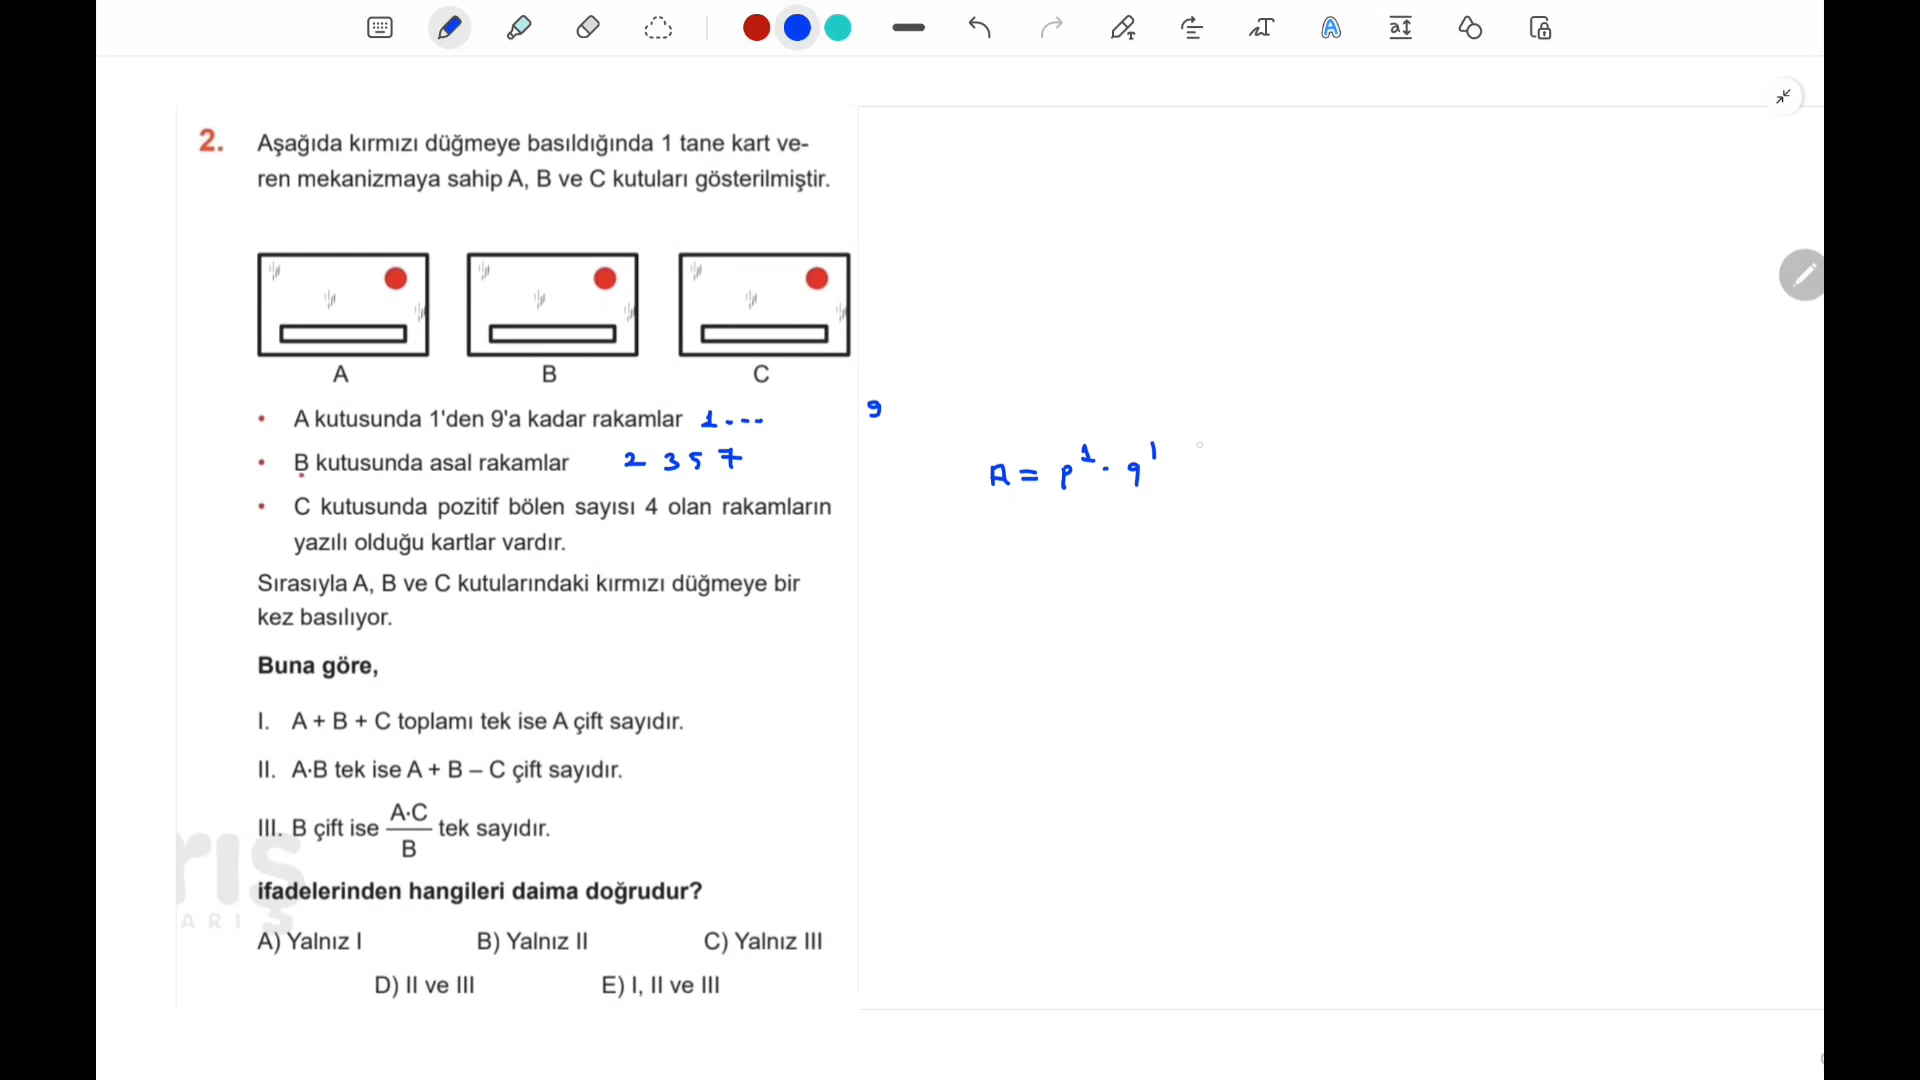 2. Aşağıda kırmızı düğmeye basıldığında 1 tane kart ve-
ren mekanizmaya sahip A, B ve C kutuları gösterilmiştir.
A B C
• A kutusunda 1'den 9'a kadar rakamlar 1 - - - 9
• B kutusunda asal rakamlar 2 3 5 7
• C kutusunda pozitif bölen sayısı 4 olan rakamların
yazılı olduğu kartlar vardır.
Sırasıyla A, B ve C kutularındaki kırmızı düğmeye bir
kez basılıyor.
Buna göre,
I. A + B + C toplamı tek ise A çift sayıdır.
II. A·B tek ise A + B – C çift sayıdır.
III. B çift ise A·C / B tek sayıdır.
ifadelerinden hangileri daima doğrudur?
A) Yalnız I B) Yalnız II C) Yalnız III
D) II ve III E) I, II ve III
A = p¹ · q¹
rış
ARI